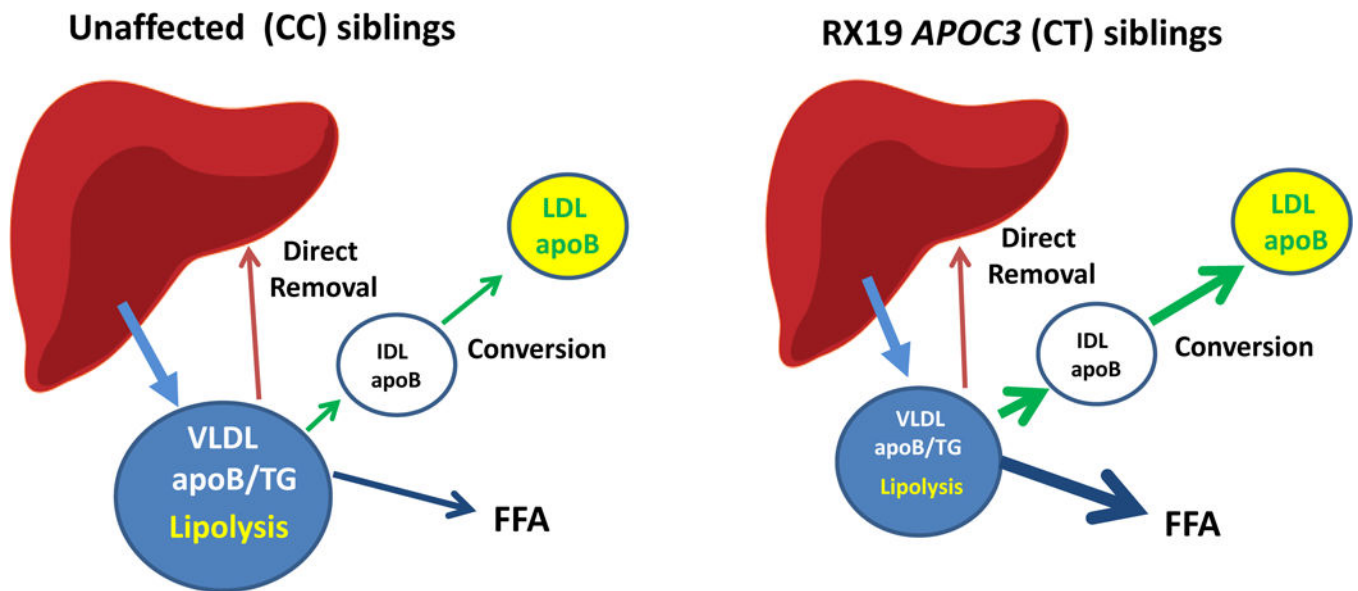 Unaffected (CC) siblings
LDL
apoB
Direct
Removal
IDL
apoB
Conversion
VLDL
apoB/TG
Lipolysis
FFA
RX19 APOC3 (CT) siblings
LDL
apoB
Direct
Removal
IDL
apoB
Conversion
VLDL
apoB/TG
Lipolysis
FFA